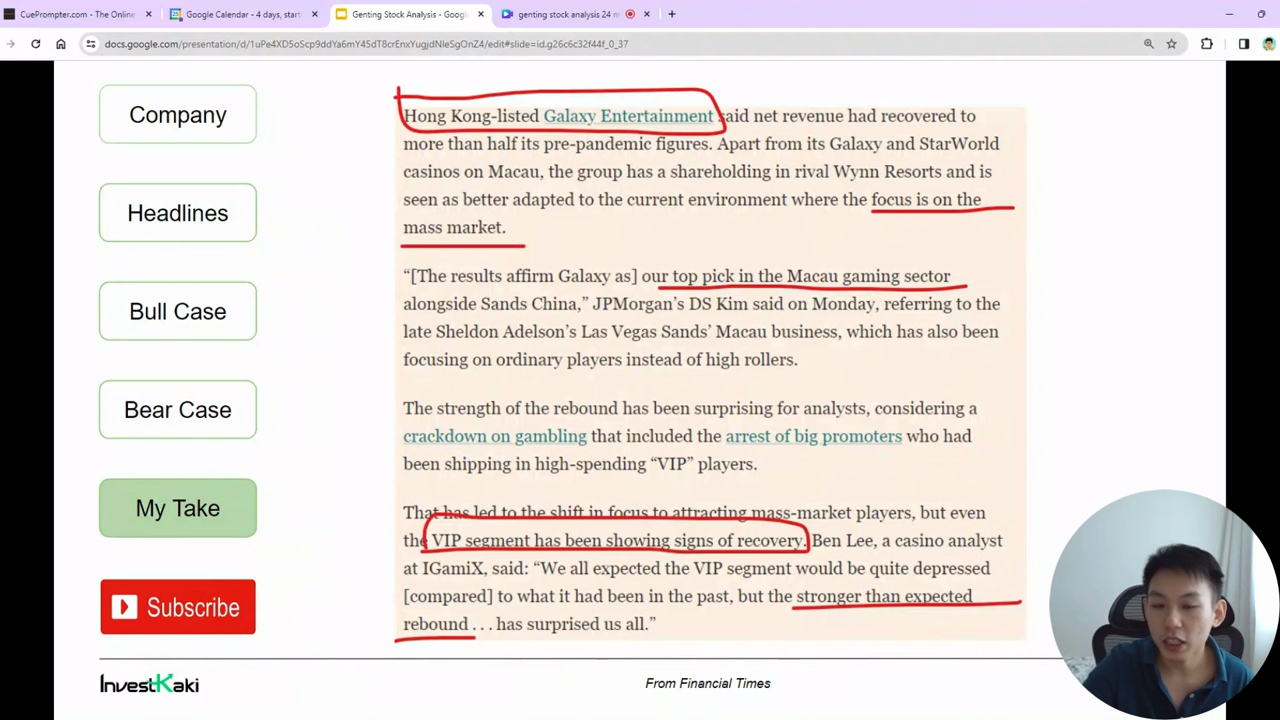 CuePrompter.com - The Online
Google Calendar - 4 days, start
Genting Stock Analysis - Goog
genting stock analysis 24 m
docs.google.com/presentation/d/1uPe4XD5oScp9ddYa6mY45dT8crEnxYugjdNleSgOnZ4/edit#slide=id.g26c6c32f44f_0_37
Company
Headlines
Bull Case
Bear Case
My Take
Subscribe
Hong Kong-listed Galaxy Entertainment said net revenue had recovered to
more than half its pre-pandemic figures. Apart from its Galaxy and StarWorld
casinos on Macau, the group has a shareholding in rival Wynn Resorts and is
seen as better adapted to the current environment where the focus is on the
mass market.
“[The results affirm Galaxy as] our top pick in the Macau gaming sector
alongside Sands China,” JPMorgan’s DS Kim said on Monday, referring to the
late Sheldon Adelson’s Las Vegas Sands’ Macau business, which has also been
focusing on ordinary players instead of high rollers.
The strength of the rebound has been surprising for analysts, considering a
crackdown on gambling that included the arrest of big promoters who had
been shipping in high-spending “VIP” players.
That has led to the shift in focus to attracting mass-market players, but even
the VIP segment has been showing signs of recovery. Ben Lee, a casino analyst
at IGamiX, said: “We all expected the VIP segment would be quite depressed
[compared] to what it had been in the past, but the stronger than expected
rebound . . . has surprised us all.”
InvestKaki
From Financial Times